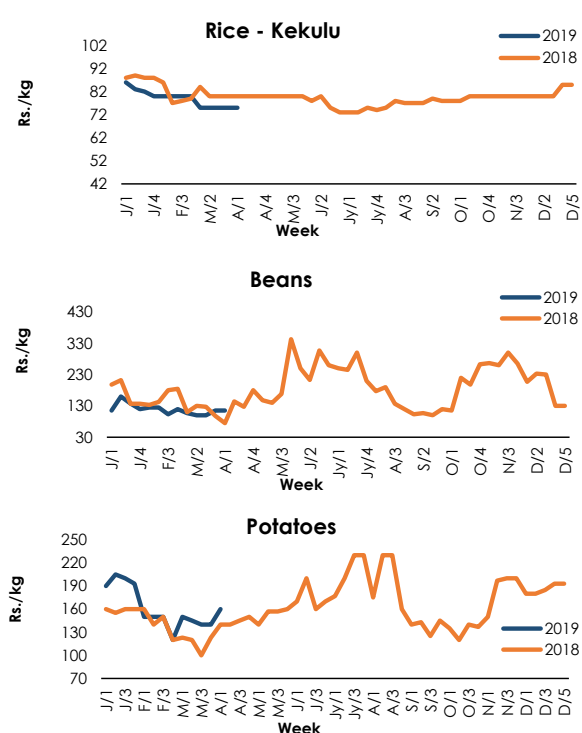 Rice - Kekulu
2019
2018
Rs./kg
102
92
82
72
62
52
42
J/1 J/4 F/3 M/2 A/1 A/4 M/3 J/2 Jy/1 Jy/4 A/3 S/2 O/1 O/4 N/3 D/2 D/5
Week
Beans
2019
2018
Rs./kg
430
330
230
130
30
J/1 J/4 F/3 M/2 A/1 A/4 M/3 J/2 Jy/1 Jy/4 A/3 S/2 O/1 O/4 N/3 D/2 D/5
Week
Potatoes
2019
2018
Rs./kg
250
220
190
160
130
100
70
J/1 J/3 F/1 F/3 M/1 M/3 A/1 A/3 M/1 M/3 J/1 J/3 Jy/1 Jy/3 A/1 A/3 S/1 S/3 O/1 O/3 N/1 N/3 D/1 D/3 D/5
Week